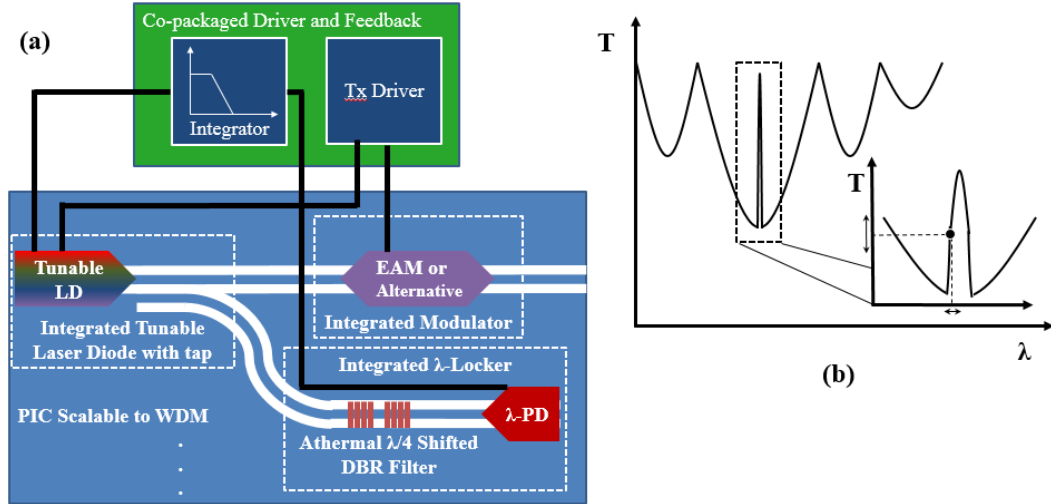 (a)
Co-packaged Driver and Feedback
Integrator
Tx Driver
Tunable
LD
EAM or
Alternative
Integrated Tunable
Laser Diode with tap
Integrated Modulator
Integrated λ-Locker
PIC Scalable to WDM
.
.
.
λ-PD
Athermal λ/4 Shifted
DBR Filter
T
T
λ
(b)